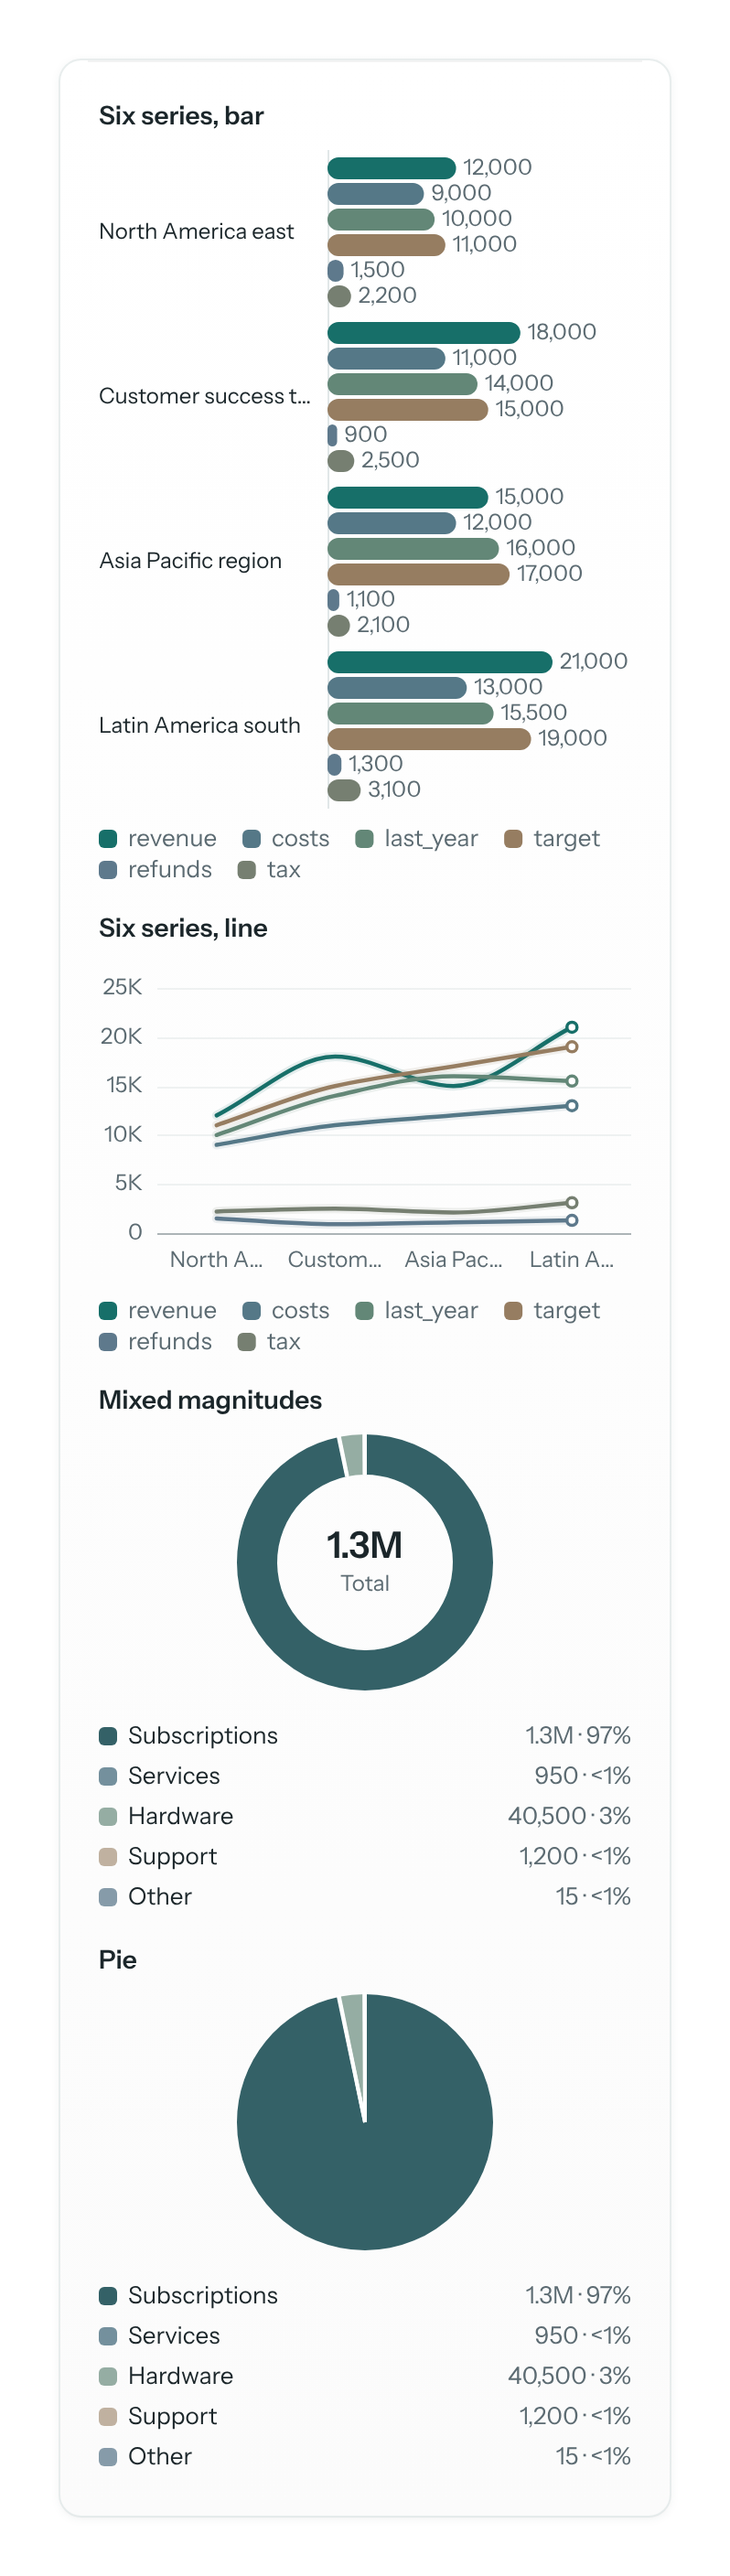 Six series, bar
North America east
12,000
9,000
10,000
11,000
1,500
2,200
Customer success t...
18,000
11,000
14,000
15,000
900
2,500
Asia Pacific region
15,000
12,000
16,000
17,000
1,100
2,100
Latin America south
21,000
13,000
15,500
19,000
1,300
3,100
revenue costs last_year target
refunds tax
Six series, line
25K
20K
15K
10K
5K
0
North A... Custom... Asia Pac... Latin A...
revenue costs last_year target
refunds tax
Mixed magnitudes
1.3M
Total
Subscriptions 1.3M · 97%
Services 950 · <1%
Hardware 40,500 · 3%
Support 1,200 · <1%
Other 15 · <1%
Pie
Subscriptions 1.3M · 97%
Services 950 · <1%
Hardware 40,500 · 3%
Support 1,200 · <1%
Other 15 · <1%